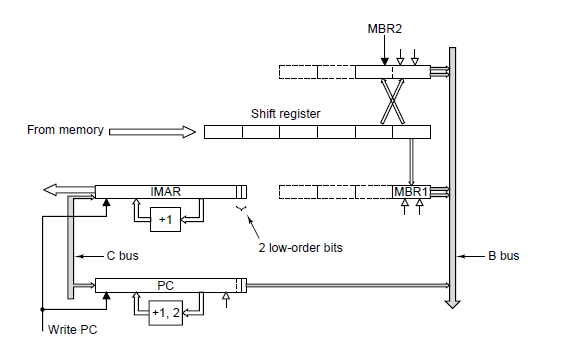 MBR2
Shift register
From memory
IMAR
MBR1
+1
2 low-order bits
C bus
B bus
PC
+1, 2
Write PC